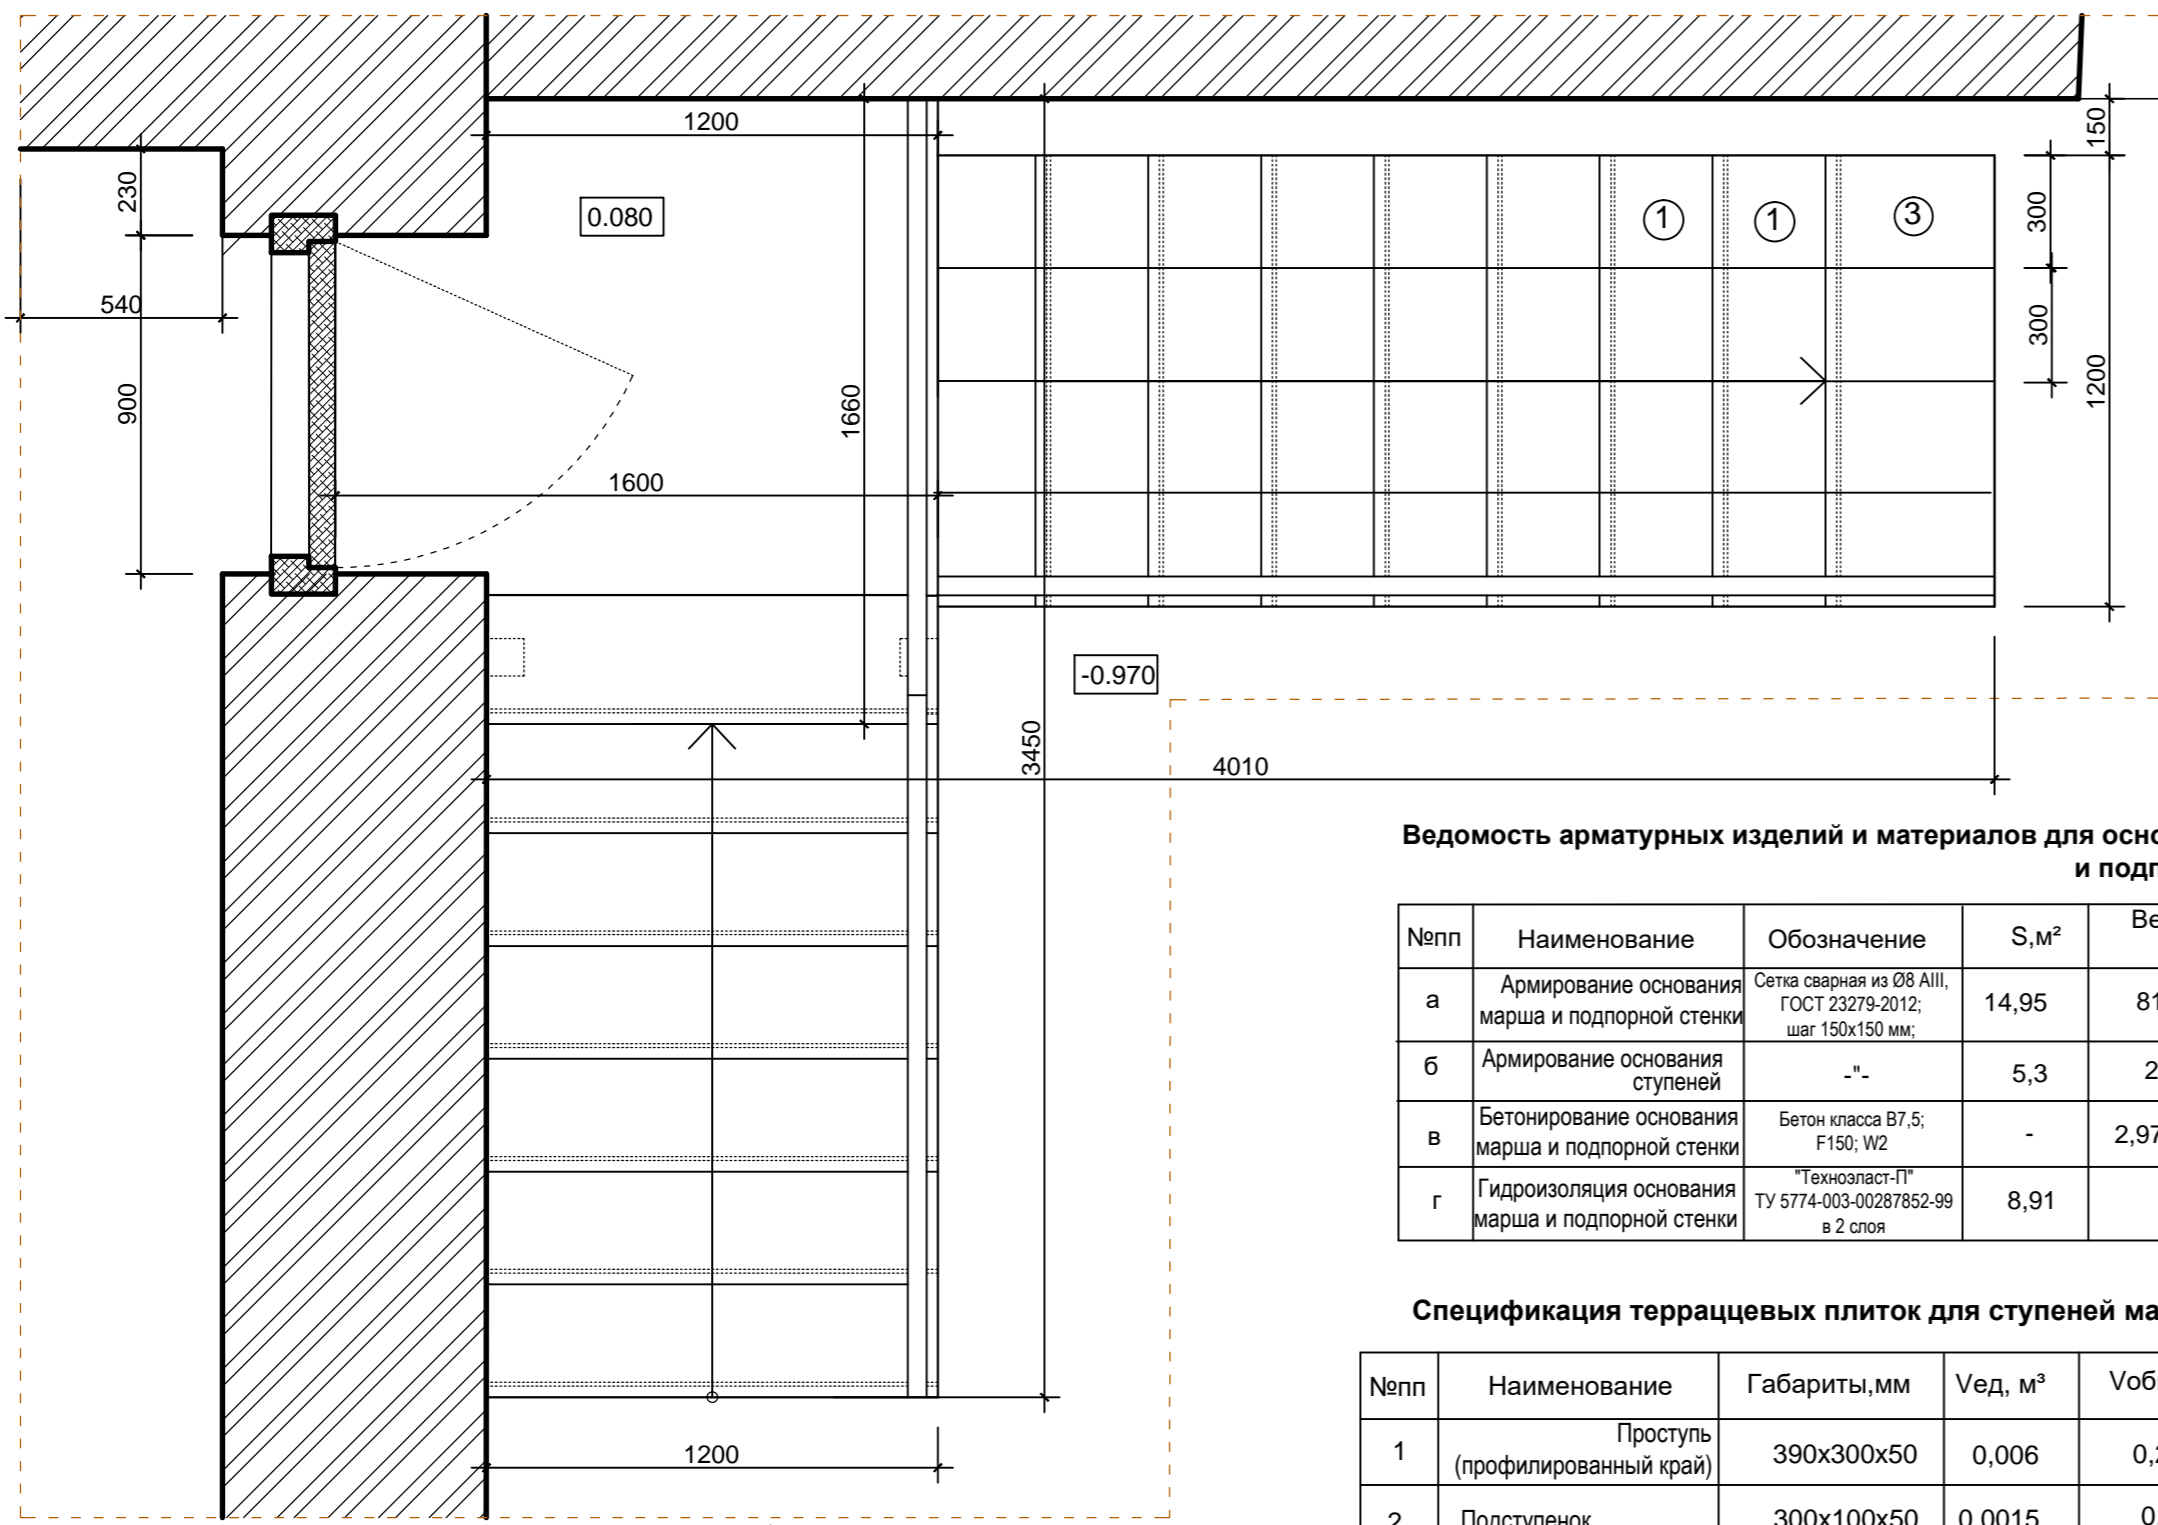 1200
150
230
0.080
1
1
3
300
540
300
900
1660
1200
1600
-0.970
3450
4010
Ведомость арматурных изделий и материалов для
и
№пп Наименование Обозначение S,м²
а Армирование основания марша и подпорной стенки Сетка сварная из Ø8 АIII, ГОСТ 23279-2012; шаг 150х150 мм; 14,95
б Армирование основания ступеней -"- 5,3
в Бетонирование основания марша и подпорной стенки Бетон класса В7,5; F150; W2 - 2,97
г Гидроизоляция основания марша и подпорной стенки "Техноэласт-П" ТУ 5774-003-00287852-99 в 2 слоя 8,91
Спецификация терраццевых плиток для ступеней
№пп Наименование Габариты,мм Vед, м³
1 Проступь (профилированный край) 390х300х50 0,006
2 Подступенок 300х100х50 0,0015
1200